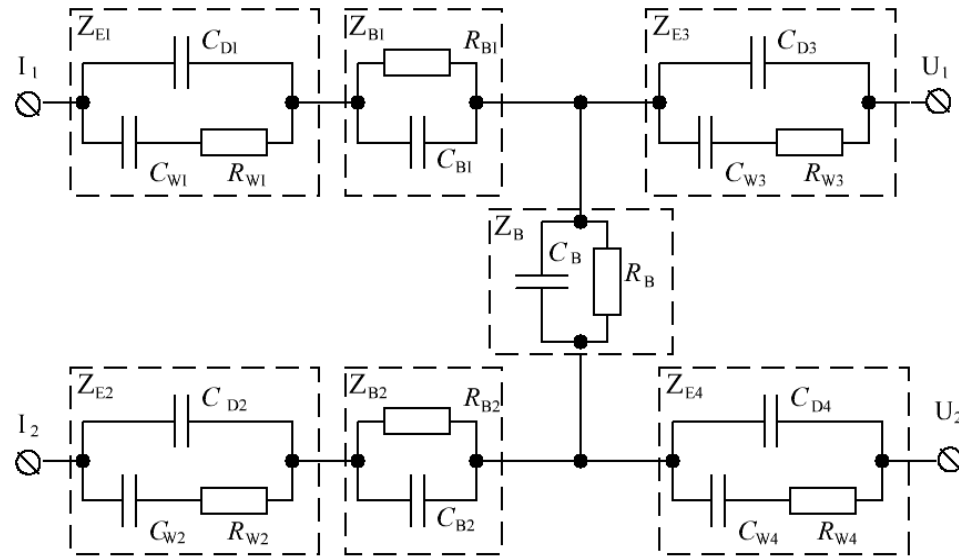 Z_E1
C_D1
Z_B1
R_B1
Z_E3
C_D3
I_1
U_1
C_W1
R_W1
C_B1
C_W3
R_W3
Z_B
C_B
R_B
Z_E2
C_D2
Z_B2
R_B2
Z_E4
C_D4
I_2
U_2
C_W2
R_W2
C_B2
C_W4
R_W4